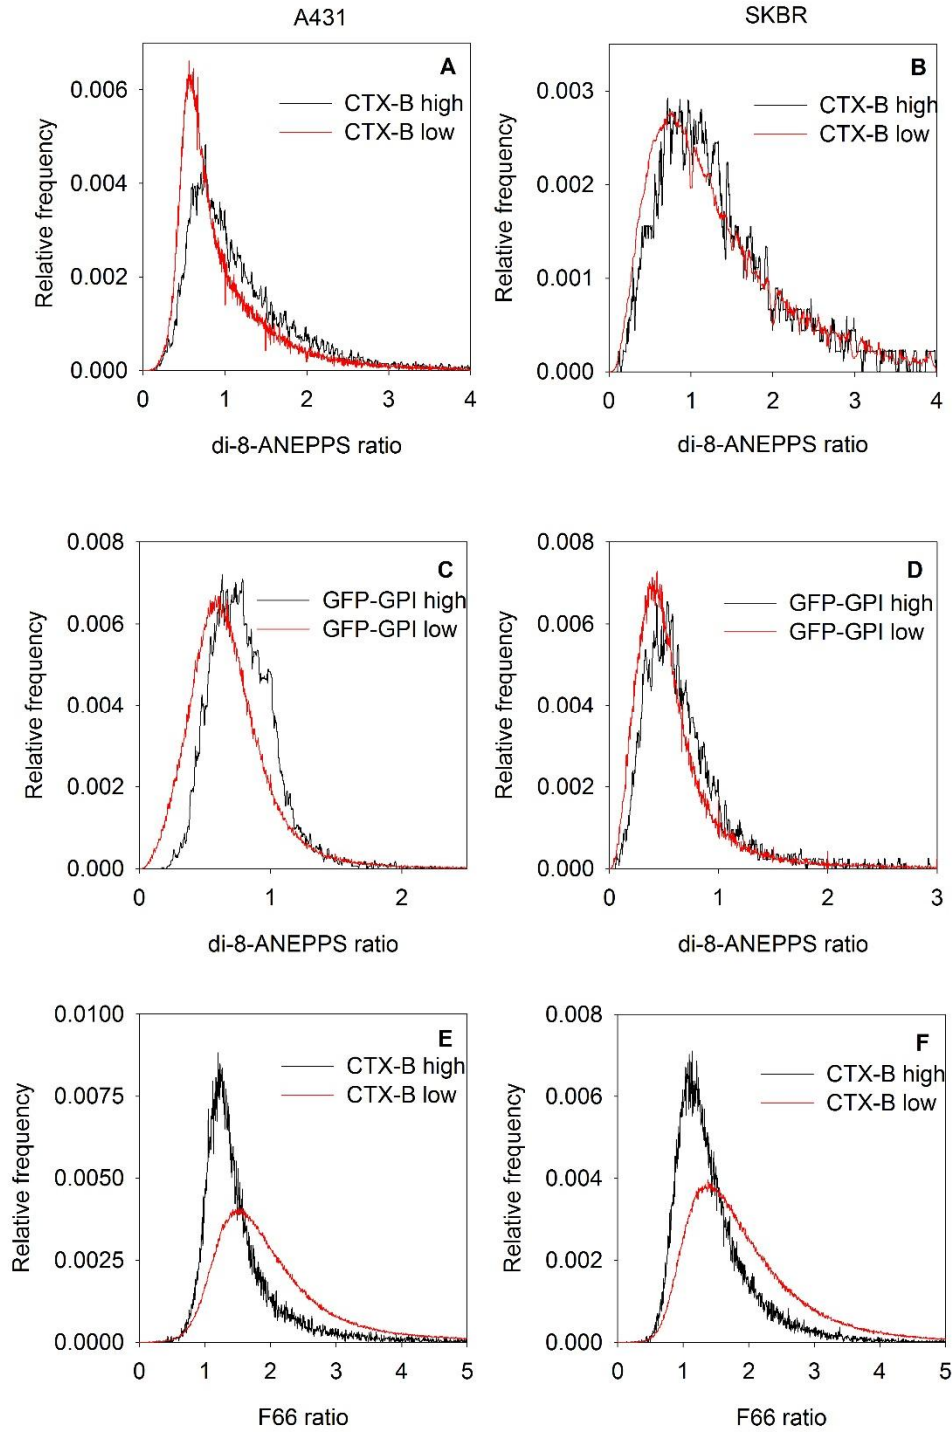 A431
SKBR
A
CTX-B high
CTX-B low
0.006
0.004
0.002
0.000
Relative frequency
0 1 2 3 4
di-8-ANEPPS ratio
B
CTX-B high
CTX-B low
0.003
0.002
0.001
0.000
Relative frequency
0 1 2 3 4
di-8-ANEPPS ratio
C
GFP-GPI high
GFP-GPI low
0.008
0.006
0.004
0.002
0.000
Relative frequency
0 1 2
di-8-ANEPPS ratio
D
GFP-GPI high
GFP-GPI low
0.008
0.006
0.004
0.002
0.000
Relative frequency
0 1 2 3
di-8-ANEPPS ratio
E
CTX-B high
CTX-B low
0.0100
0.0075
0.0050
0.0025
0.0000
Relative frequency
0 1 2 3 4 5
F66 ratio
F
CTX-B high
CTX-B low
0.008
0.006
0.004
0.002
0.000
Relative frequency
0 1 2 3 4 5
F66 ratio